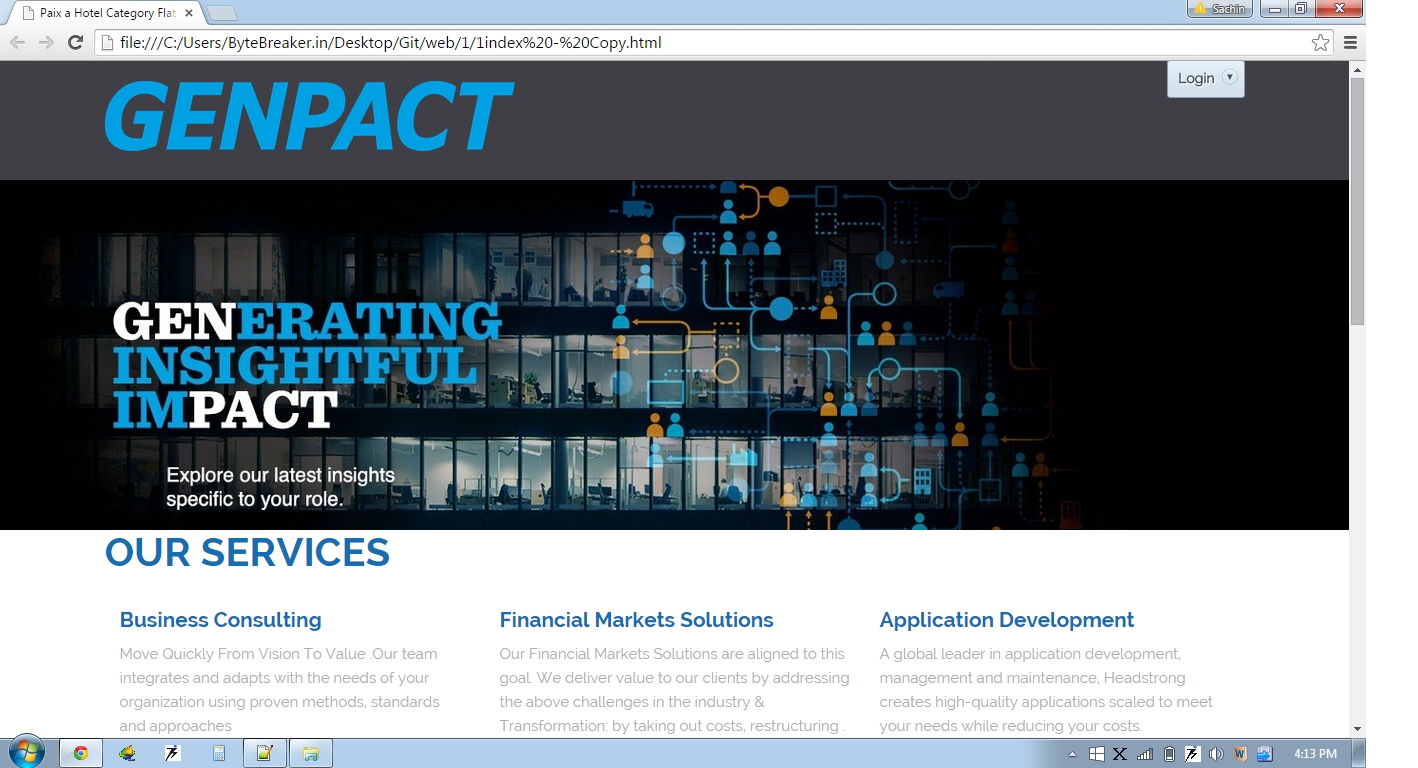 Paix a Hotel Category Flat
Sachin
file:///C:/Users/ByteBreaker.in/Desktop/Git/web/1/1index%20-%20Copy.html
Login
GENPACT
GENERATING
INSIGHTFUL
IMPACT
Explore our latest insights
specific to your role.
OUR SERVICES
Business Consulting
Move Quickly From Vision To Value .Our team
integrates and adapts with the needs of your
organization using proven methods, standards
and approaches
Financial Markets Solutions
Our Financial Markets Solutions are aligned to this
goal. We deliver value to our clients by addressing
the above challenges in the industry &
Transformation: by taking out costs, restructuring .
Application Development
A global leader in application development,
management and maintenance, Headstrong
creates high-quality applications scaled to meet
your needs while reducing your costs.
4:13 PM